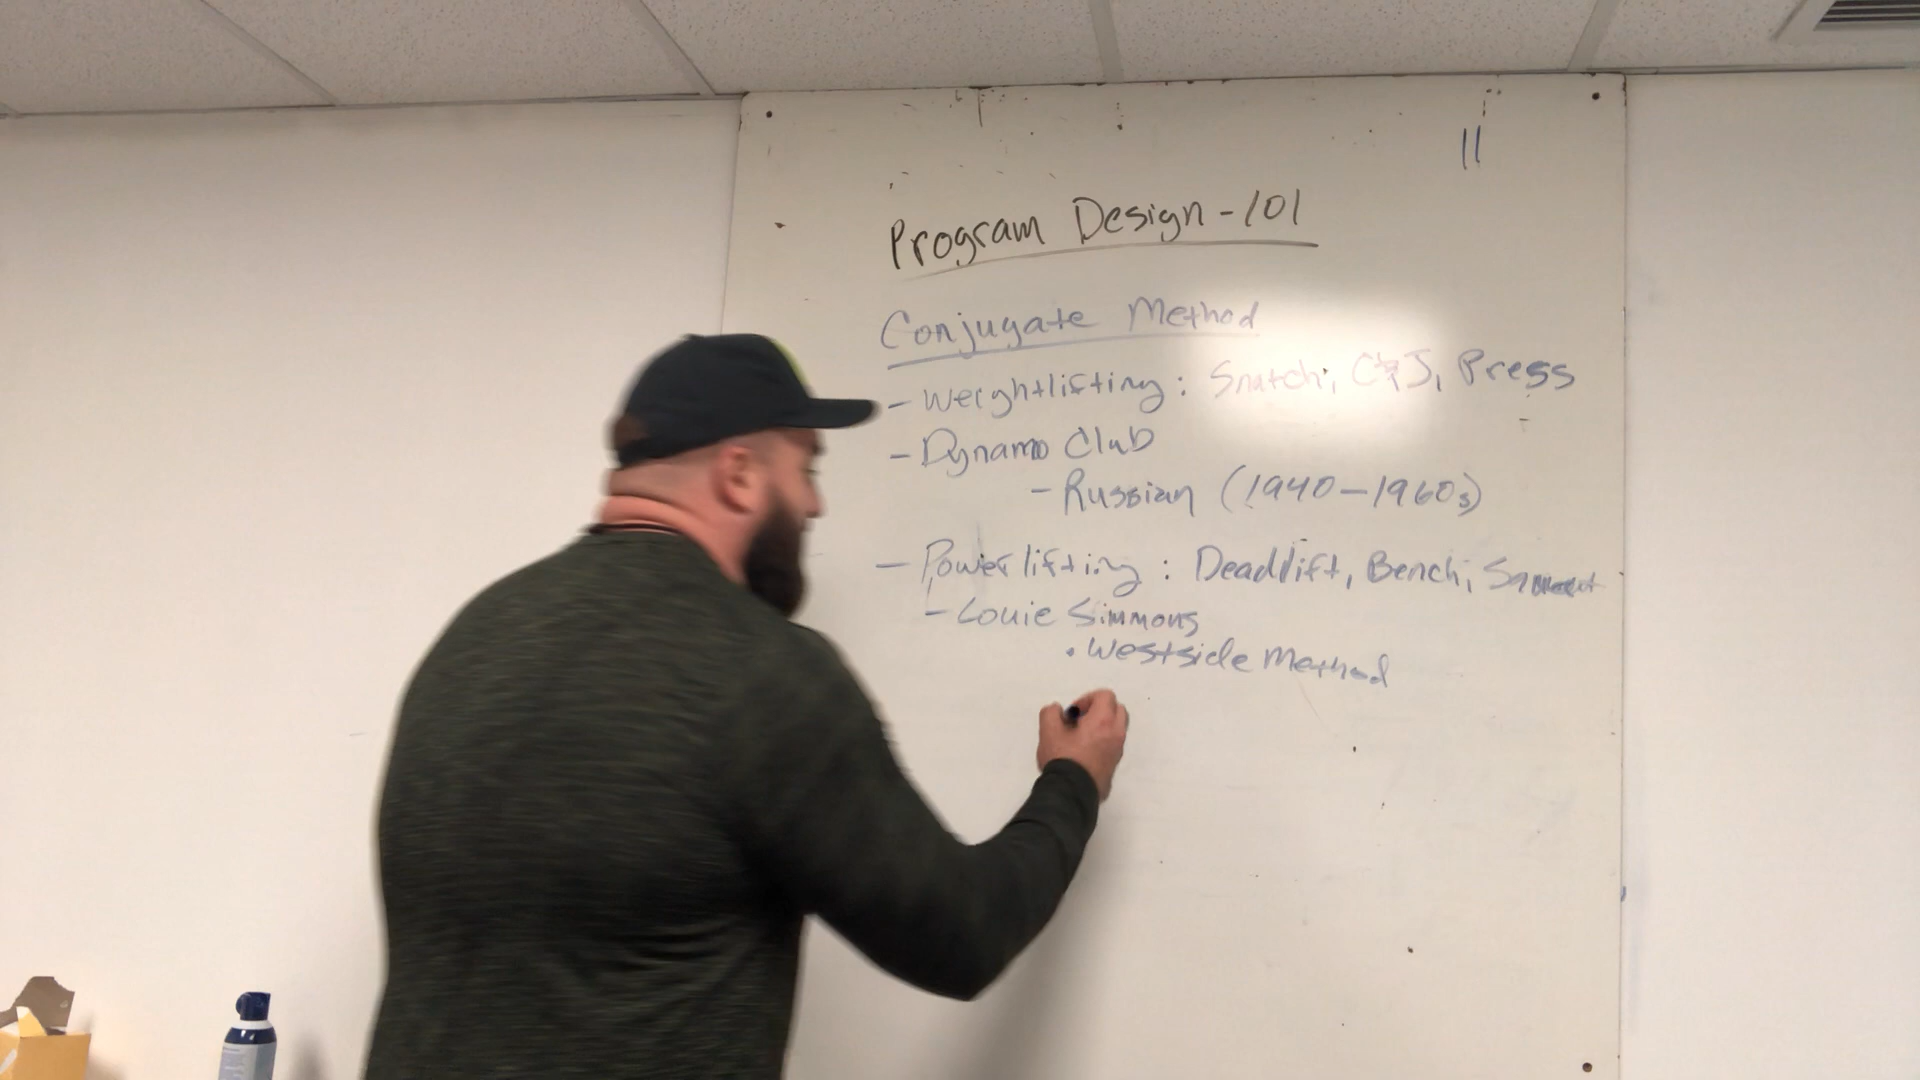 11
Program Design - 101
Conjugate Method
- Weightlifting: Snatch, C&J, Press
- Dynamo Club
- Russian (1940-1960s)
- Powerlifting: Deadlift, Bench, Squat
- Louie Simmons
• Westside Method